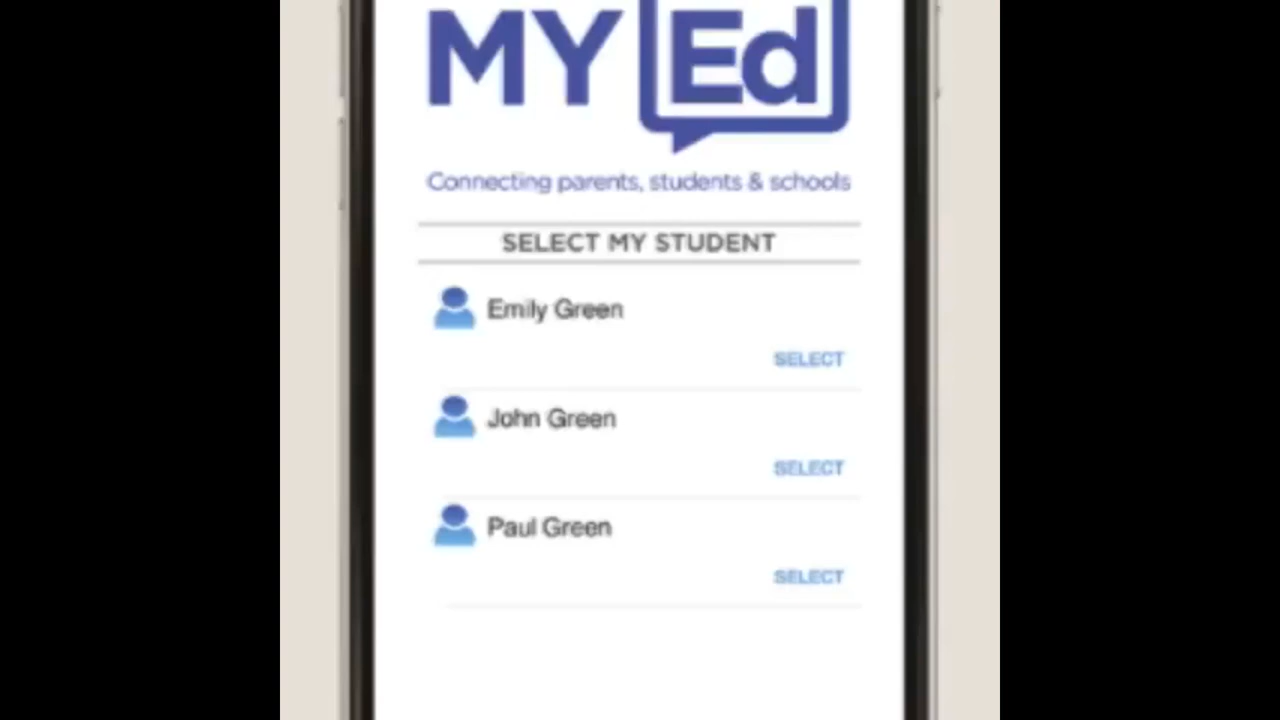 MY Ed
Connecting parents, students & schools
SELECT MY STUDENT
Emily Green
SELECT
John Green
SELECT
Paul Green
SELECT